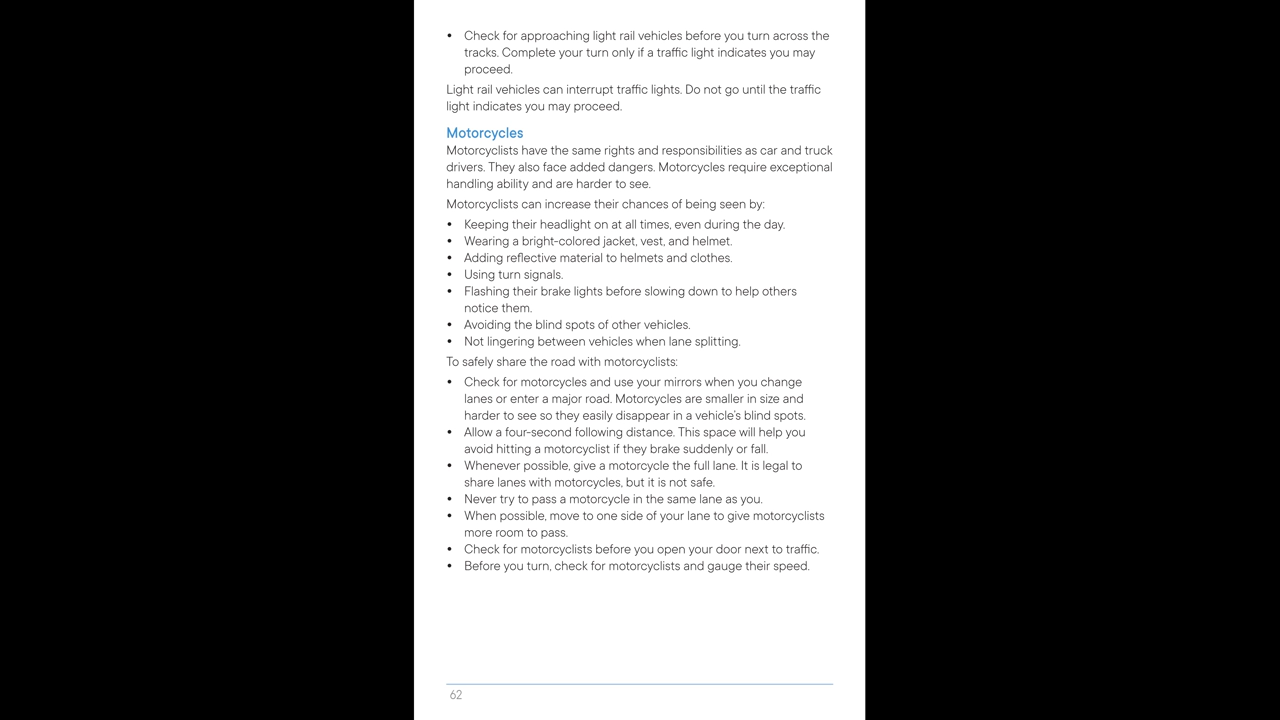 • Check for approaching light rail vehicles before you turn across the
tracks. Complete your turn only if a traffic light indicates you may
proceed.
Light rail vehicles can interrupt traffic lights. Do not go until the traffic
light indicates you may proceed.
Motorcycles
Motorcyclists have the same rights and responsibilities as car and truck
drivers. They also face added dangers. Motorcycles require exceptional
handling ability and are harder to see.
Motorcyclists can increase their chances of being seen by:
• Keeping their headlight on at all times, even during the day.
• Wearing a bright-colored jacket, vest, and helmet.
• Adding reflective material to helmets and clothes.
• Using turn signals.
• Flashing their brake lights before slowing down to help others
notice them.
• Avoiding the blind spots of other vehicles.
• Not lingering between vehicles when lane splitting.
To safely share the road with motorcyclists:
• Check for motorcycles and use your mirrors when you change
lanes or enter a major road. Motorcycles are smaller in size and
harder to see so they easily disappear in a vehicle's blind spots.
• Allow a four-second following distance. This space will help you
avoid hitting a motorcyclist if they brake suddenly or fall.
• Whenever possible, give a motorcycle the full lane. It is legal to
share lanes with motorcycles, but it is not safe.
• Never try to pass a motorcycle in the same lane as you.
• When possible, move to one side of your lane to give motorcyclists
more room to pass.
• Check for motorcyclists before you open your door next to traffic.
• Before you turn, check for motorcyclists and gauge their speed.
62